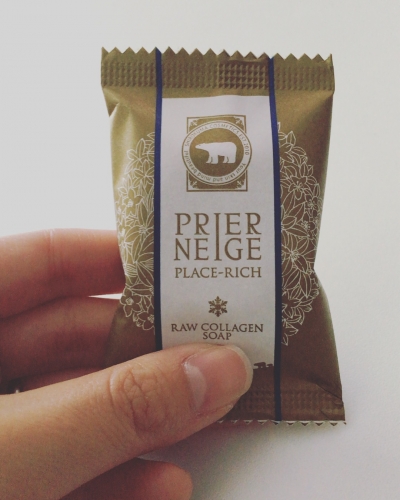 PRIER
NEIGE
PLACE-RICH
RAW COLLAGEN
SOAP